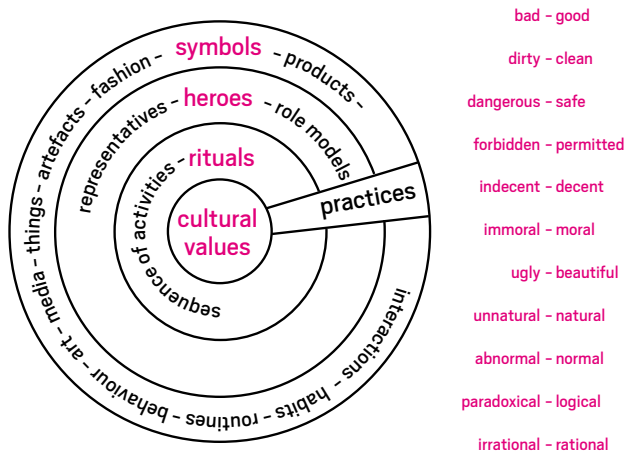 symbols
interactions - habits - routines - behaviour - art - media - things - artefacts - fashion -
- products -
heroes
representatives -
- role models
rituals
sequence of activities -
practices
cultural
values
bad - good
dirty - clean
dangerous - safe
forbidden - permitted
indecent - decent
immoral - moral
ugly - beautiful
unnatural - natural
abnormal - normal
paradoxical - logical
irrational - rational